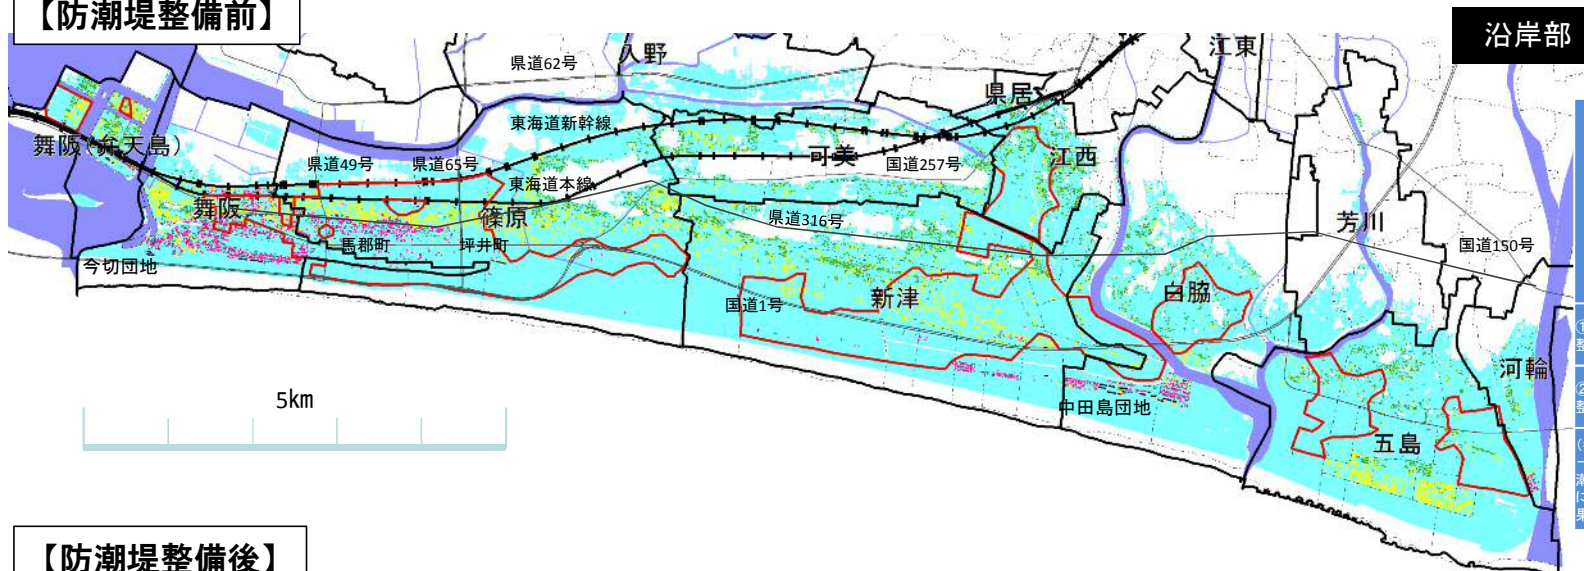 【防潮堤整備前】
沿岸部
入野
県道62号
江東
県居
東海道新幹線
舞阪(弁天島)
県道49号
県道65号
可美
国道257号
江西
東海道本線
舞阪
篠原
県道316号
芳川
馬郡町
坪井町
国道150号
今切団地
国道1号
新津
白脇
河輪
5km
中田島団地
五島
【防潮堤整備後】